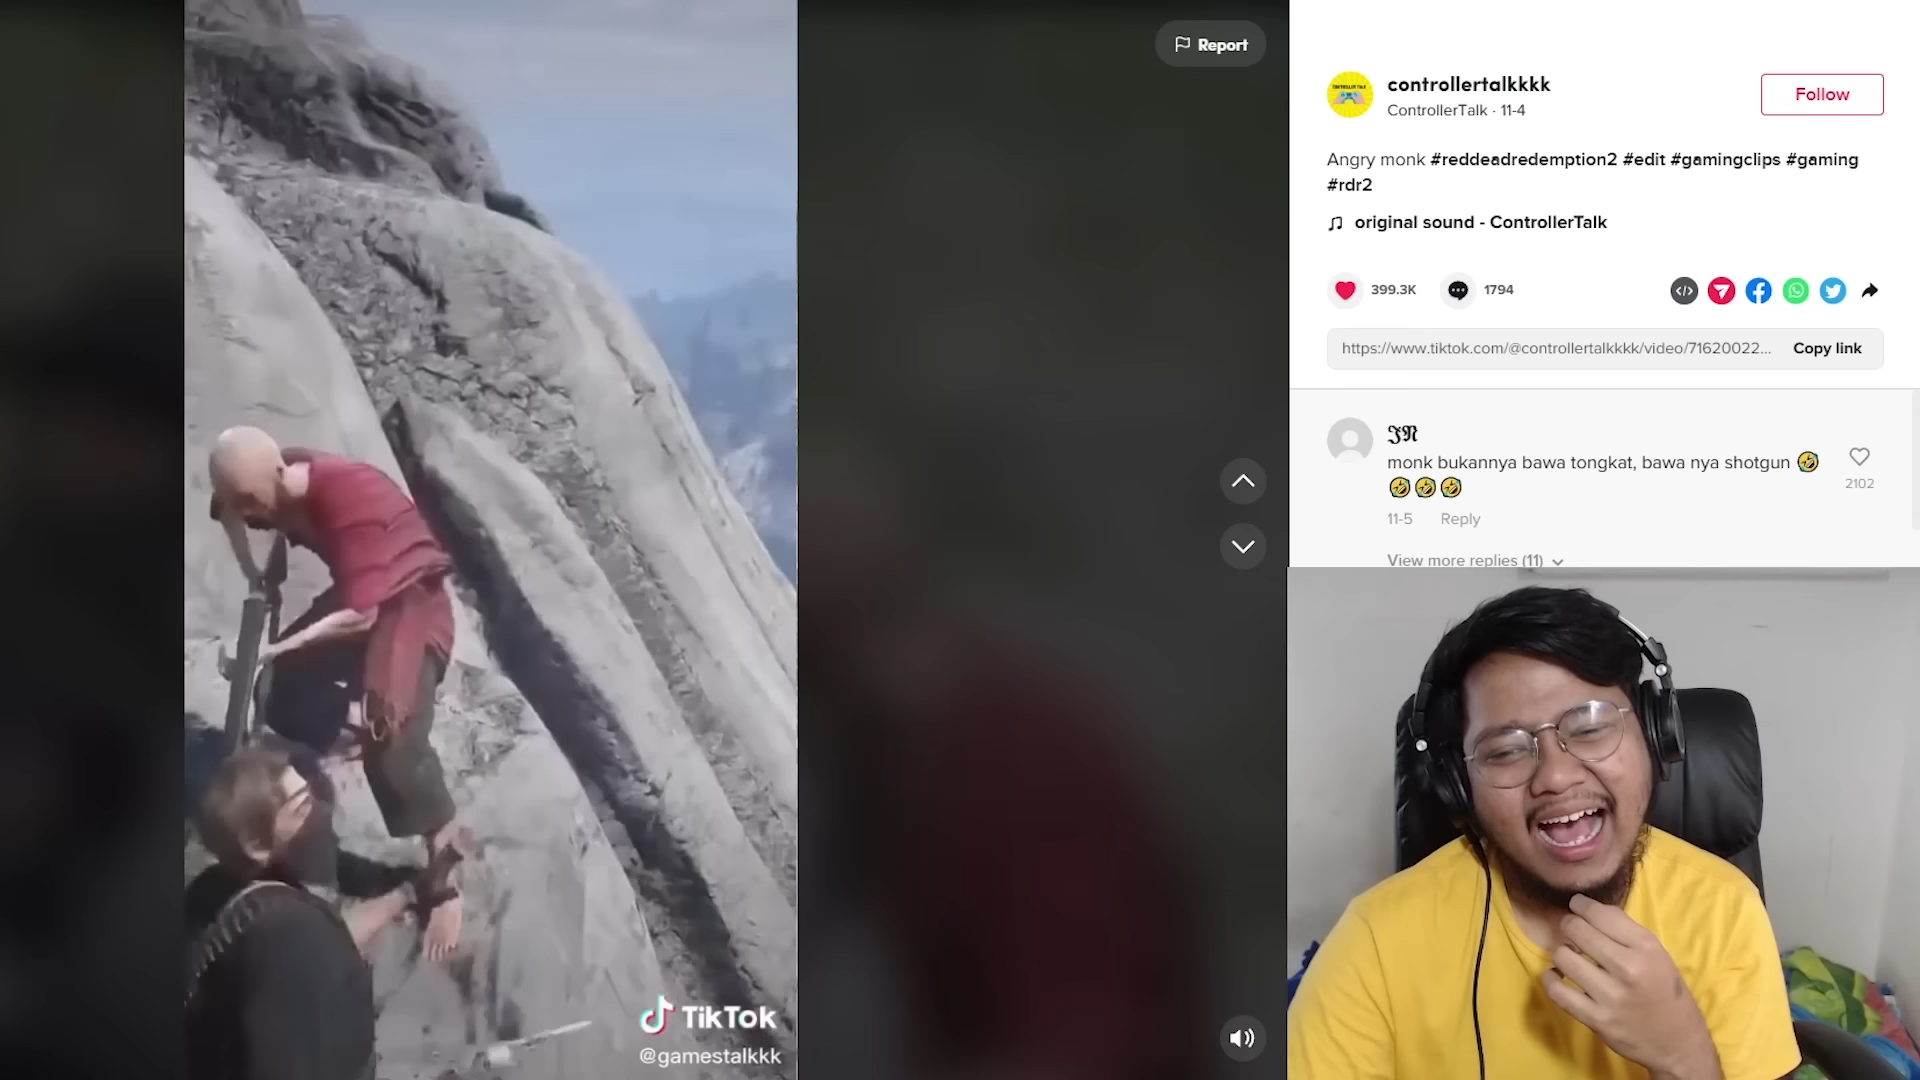 Report
controllertalkkkk
ControllerTalk · 11-4
Follow
Angry monk #reddeadredemption2 #edit #gamingclips #gaming
#rdr2
original sound - ControllerTalk
399.3K
1794
https://www.tiktok.com/@controllertalkkkk/video/71620022...
Copy link
𝕵𝕹
monk bukannya bawa tongkat, bawa nya shotgun 🤣
🤣🤣🤣
2102
11-5 Reply
View more replies (11)
TikTok
@gamestalkkk